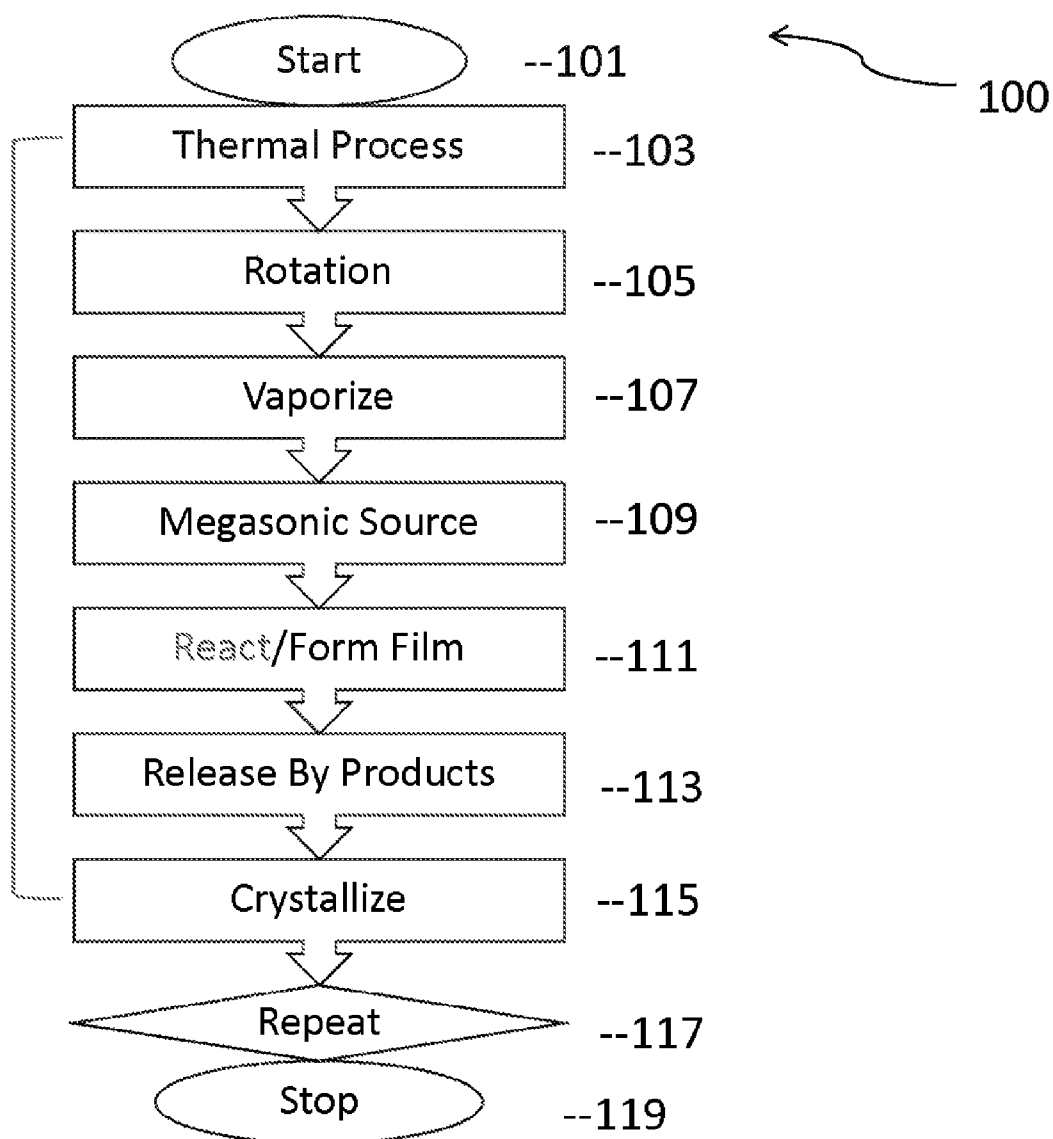 Start --101
100
Thermal Process --103
Rotation --105
Vaporize --107
Megasonic Source --109
React/Form Film --111
Release By Products --113
Crystallize --115
Repeat --117
Stop --119